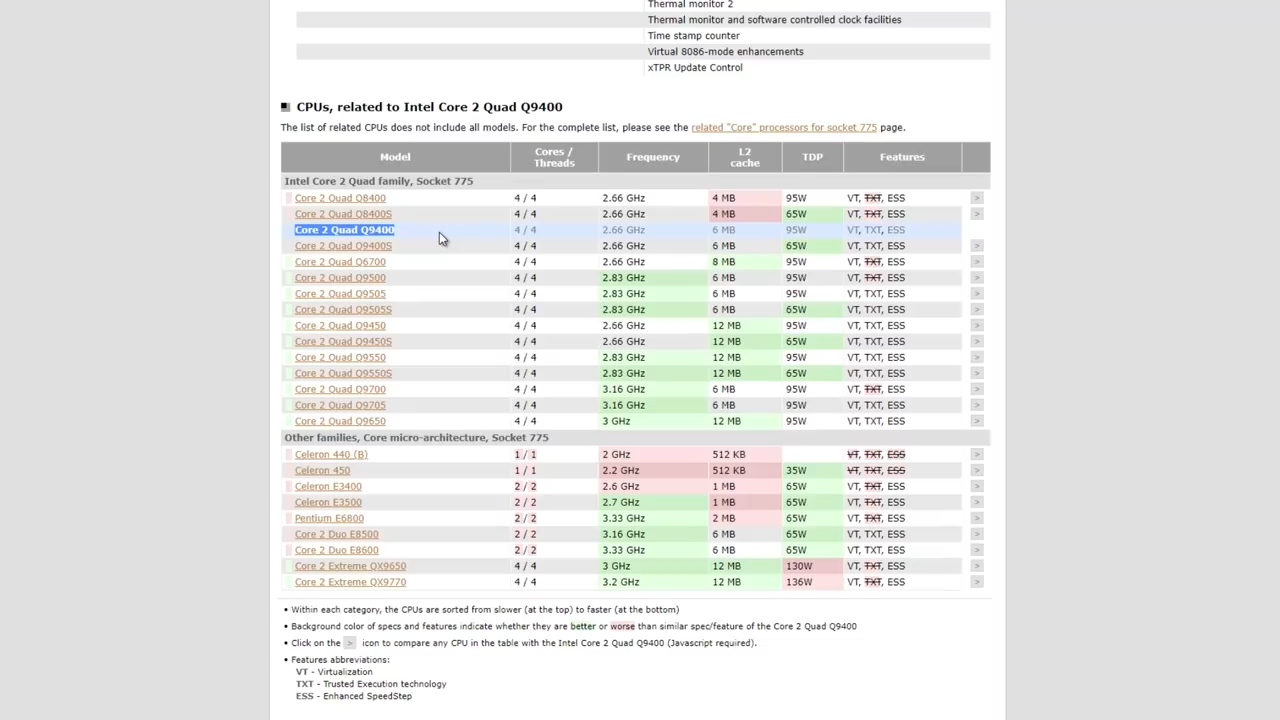 Thermal monitor 2
Thermal monitor and software controlled clock facilities
Time stamp counter
Virtual 8086-mode enhancements
xTPR Update Control
CPUs, related to Intel Core 2 Quad Q9400
The list of related CPUs does not include all models. For the complete list, please see the related "Core" processors for socket 775 page.
Model Cores / Threads Frequency L2 cache TDP Features
Intel Core 2 Quad family, Socket 775
Core 2 Quad Q8400 4 / 4 2.66 GHz 4 MB 95W VT, TXT, ESS >
Core 2 Quad Q8400S 4 / 4 2.66 GHz 4 MB 65W VT, TXT, ESS >
Core 2 Quad Q9400 4 / 4 2.66 GHz 6 MB 95W VT, TXT, ESS
Core 2 Quad Q9400S 4 / 4 2.66 GHz 6 MB 65W VT, TXT, ESS >
Core 2 Quad Q6700 4 / 4 2.66 GHz 8 MB 95W VT, TXT, ESS >
Core 2 Quad Q9500 4 / 4 2.83 GHz 6 MB 95W VT, TXT, ESS >
Core 2 Quad Q9505 4 / 4 2.83 GHz 6 MB 95W VT, TXT, ESS >
Core 2 Quad Q9505S 4 / 4 2.83 GHz 6 MB 65W VT, TXT, ESS >
Core 2 Quad Q9450 4 / 4 2.66 GHz 12 MB 95W VT, TXT, ESS >
Core 2 Quad Q9450S 4 / 4 2.66 GHz 12 MB 65W VT, TXT, ESS >
Core 2 Quad Q9550 4 / 4 2.83 GHz 12 MB 95W VT, TXT, ESS >
Core 2 Quad Q9550S 4 / 4 2.83 GHz 12 MB 65W VT, TXT, ESS >
Core 2 Quad Q9700 4 / 4 3.16 GHz 6 MB 95W VT, TXT, ESS >
Core 2 Quad Q9705 4 / 4 3.16 GHz 6 MB 95W VT, TXT, ESS >
Core 2 Quad Q9650 4 / 4 3 GHz 12 MB 95W VT, TXT, ESS >
Other families, Core micro-architecture, Socket 775
Celeron 440 (B) 1 / 1 2 GHz 512 KB VT, TXT, ESS >
Celeron 450 1 / 1 2.2 GHz 512 KB 35W VT, TXT, ESS >
Celeron E3400 2 / 2 2.6 GHz 1 MB 65W VT, TXT, ESS >
Celeron E3500 2 / 2 2.7 GHz 1 MB 65W VT, TXT, ESS >
Pentium E6800 2 / 2 3.33 GHz 2 MB 65W VT, TXT, ESS >
Core 2 Duo E8500 2 / 2 3.16 GHz 6 MB 65W VT, TXT, ESS >
Core 2 Duo E8600 2 / 2 3.33 GHz 6 MB 65W VT, TXT, ESS >
Core 2 Extreme QX9650 4 / 4 3 GHz 12 MB 130W VT, TXT, ESS >
Core 2 Extreme QX9770 4 / 4 3.2 GHz 12 MB 136W VT, TXT, ESS >
• Within each category, the CPUs are sorted from slower (at the top) to faster (at the bottom)
• Background color of specs and features indicate whether they are better or worse than similar spec/feature of the Core 2 Quad Q9400
• Click on the > icon to compare any CPU in the table with the Intel Core 2 Quad Q9400 (Javascript required).
• Features abbreviations:
VT - Virtualization
TXT - Trusted Execution technology
ESS - Enhanced SpeedStep